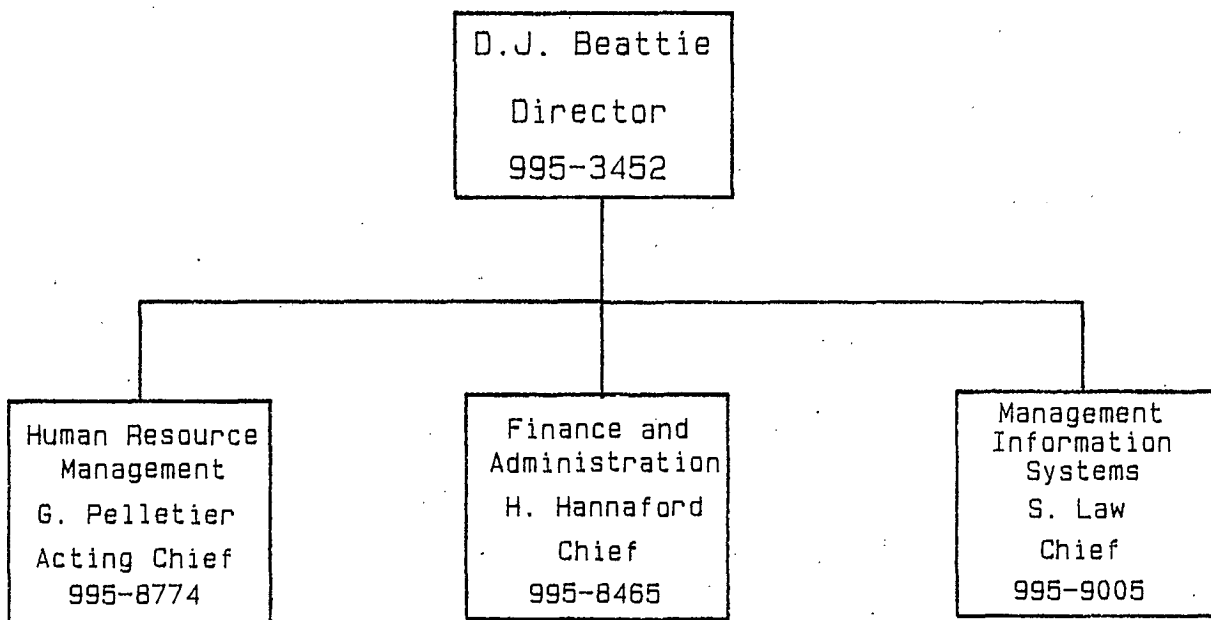 D.J. Beattie
Director
995-3452
Human Resource
Management
G. Pelletier
Acting Chief
995-8774
Finance and
Administration
H. Hannaford
Chief
995-8465
Management
Information
Systems
S. Law
Chief
995-9005